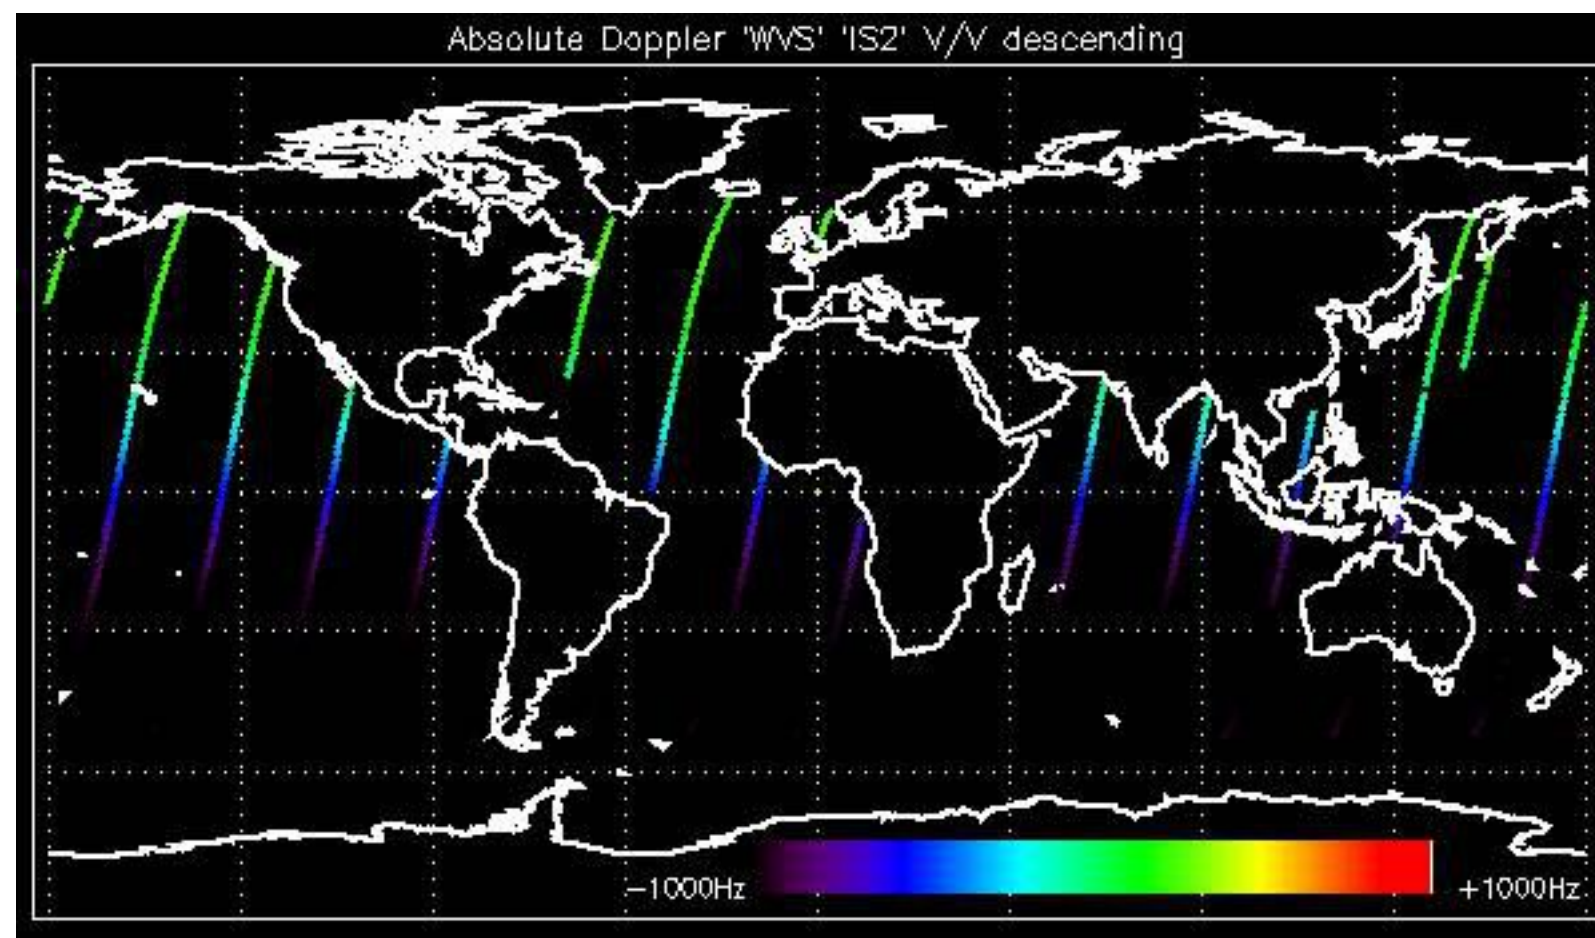 Absolute Doppler 'WVS' 'IS2' V/V descending
−1000Hz +1000Hz